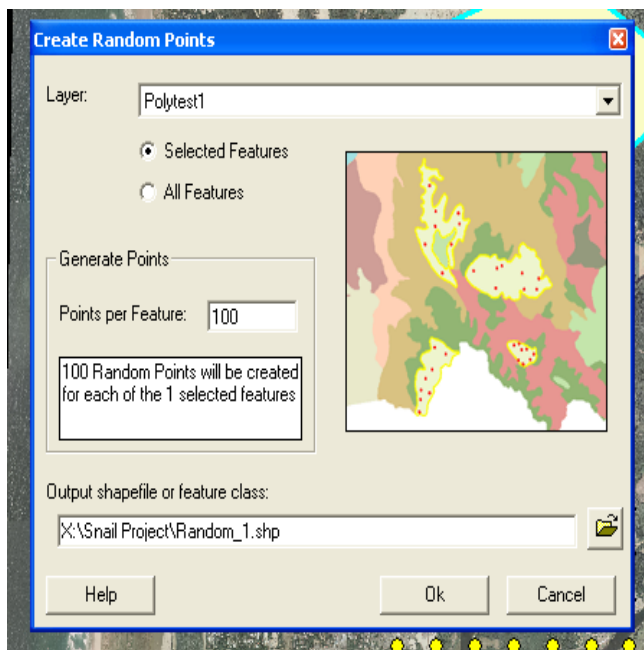 Create Random Points
Layer:
Polytest1
Selected Features
All Features
Generate Points
Points per Feature:
100
100 Random Points will be created
for each of the 1 selected features
Output shapefile or feature class:
X:\Snail Project\Random_1.shp
Help
Ok
Cancel